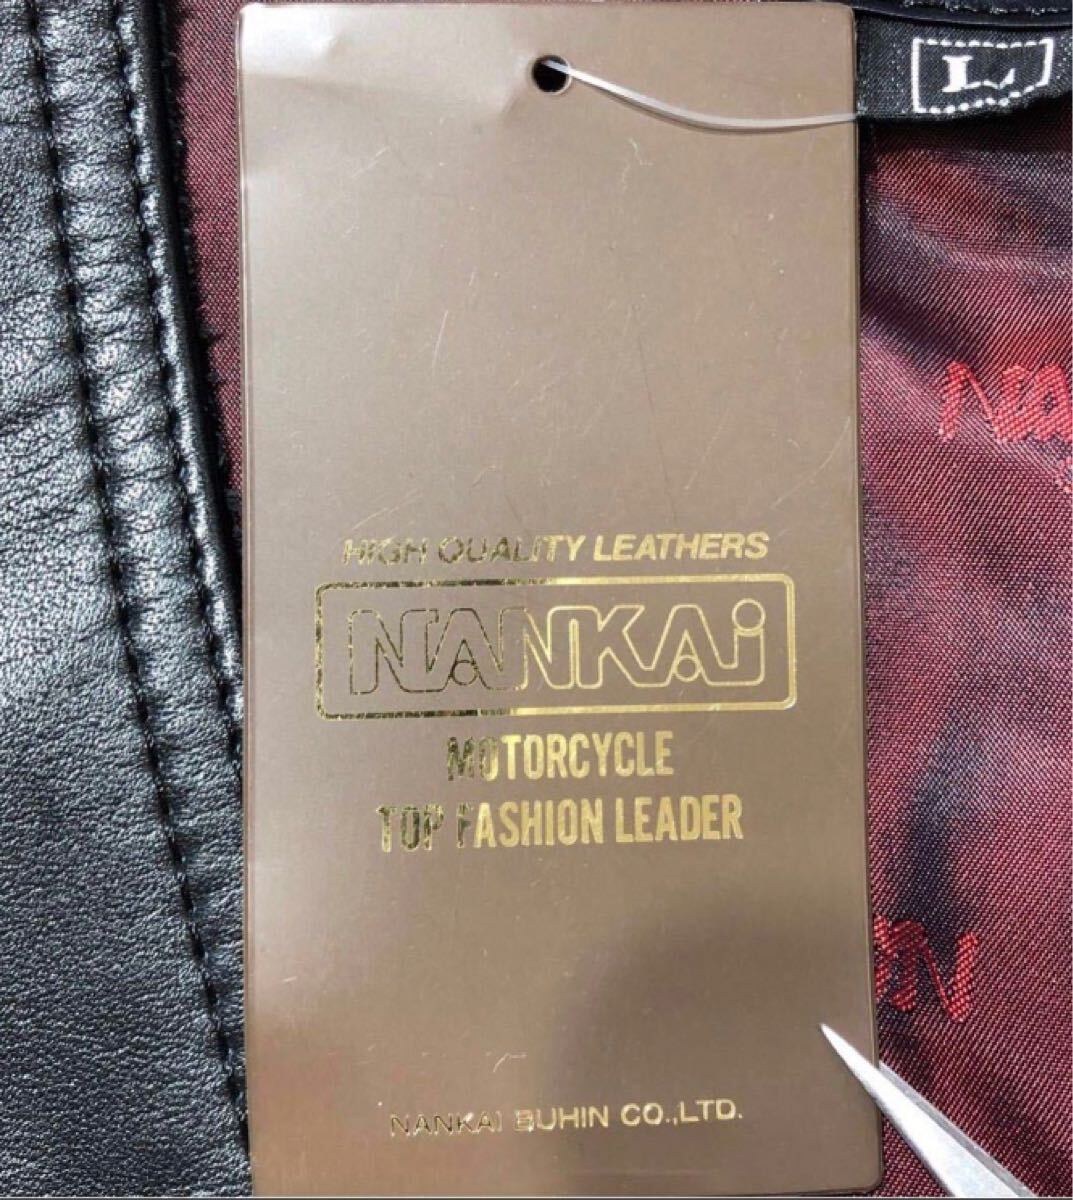 L
HIGH QUALITY LEATHERS
NANKAi
MOTORCYCLE
TOP FASHION LEADER
NANKAI BUHIN CO.,LTD.